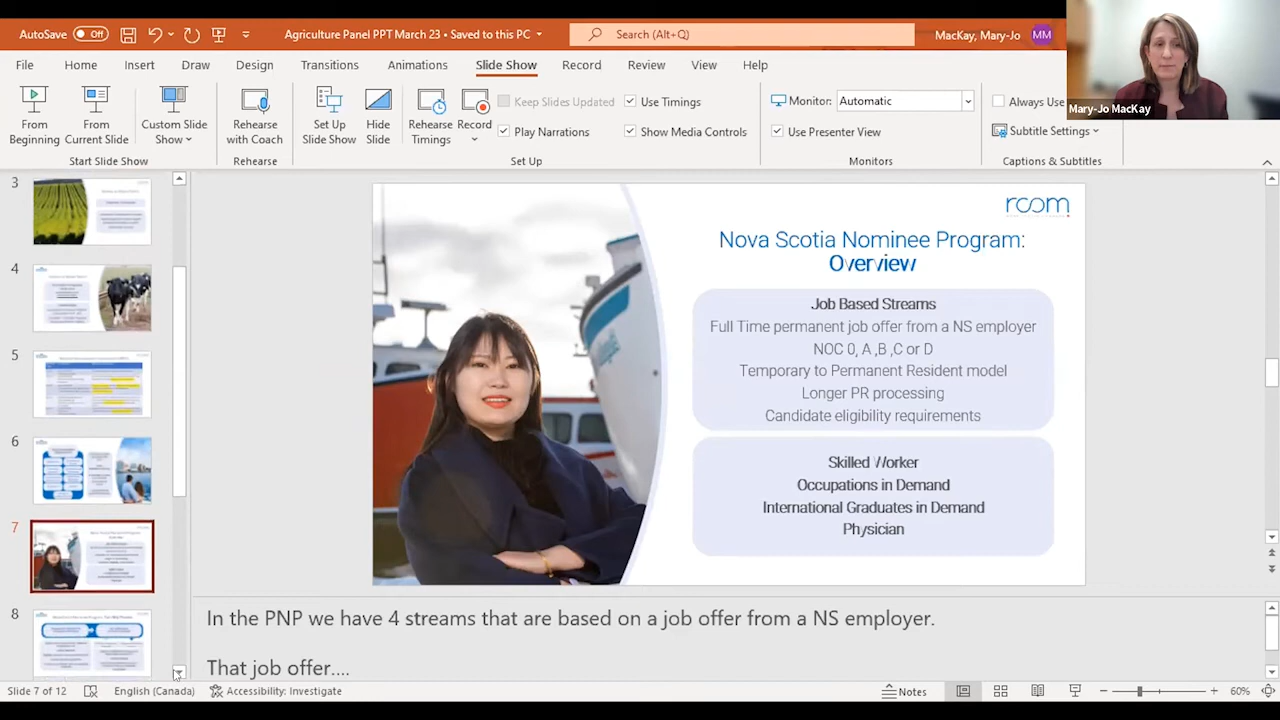 AutoSave Off Agriculture Panel PPT March 23 • Saved to this PC Search (Alt+Q) MacKay, Mary-Jo MM
File Home Insert Draw Design Transitions Animations Slide Show Record Review View Help
From Beginning
From Current Slide
Custom Slide Show
Start Slide Show
Rehearse with Coach
Rehearse
Set Up Slide Show
Hide Slide
Rehearse Timings
Record
Keep Slides Updated
Play Narrations
Use Timings
Show Media Controls
Set Up
Monitor: Automatic
Use Presenter View
Monitors
Always Use
Subtitle Settings
Captions & Subtitles
Mary-Jo MacKay
3
4
5
6
7
8
room
Nova Scotia Nominee Program:
Overview
Job Based Streams
Full Time permanent job offer from a NS employer
NOC 0, A ,B ,C or D
Temporary to Permanent Resident model
Longer PR processing
Candidate eligibility requirements
Skilled Worker
Occupations in Demand
International Graduates in Demand
Physician
In the PNP we have 4 streams that are based on a job offer from a NS employer.
That job offer....
Slide 7 of 12 English (Canada) Accessibility: Investigate Notes 60%